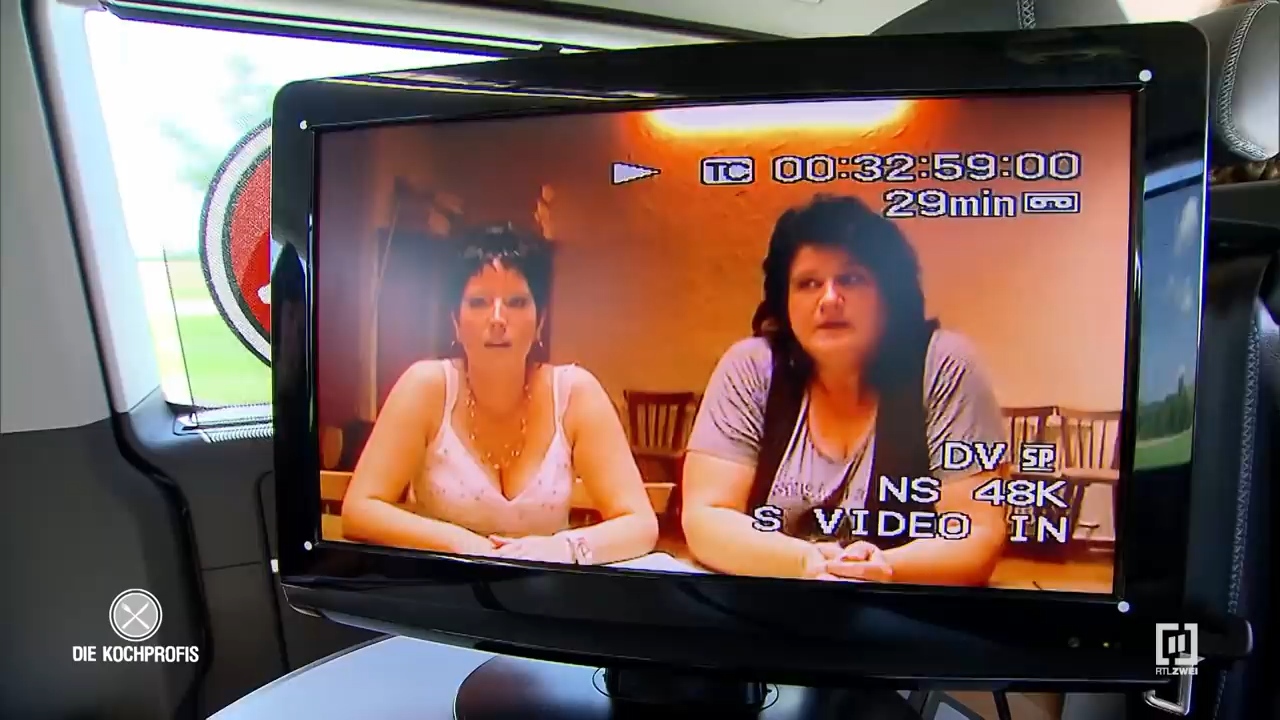 TC 00:32:59:00
29min
DV SP
NS 48K
S VIDEO IN
DIE KOCHPROFIS
RTLZWEI